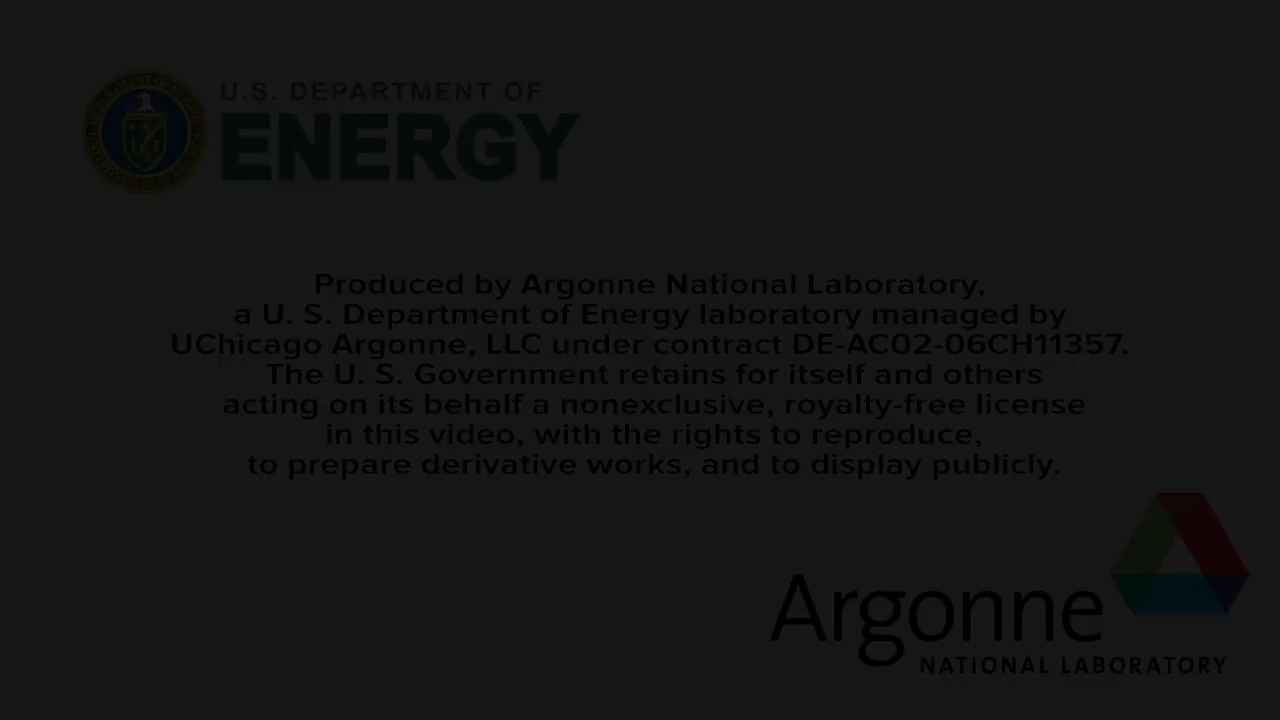 U.S. DEPARTMENT OF
ENERGY
Produced by Argonne National Laboratory,
a U. S. Department of Energy laboratory managed by
UChicago Argonne, LLC under contract DE-AC02-06CH11357.
The U. S. Government retains for itself and others
acting on its behalf a nonexclusive, royalty-free license
in this video, with the rights to reproduce,
to prepare derivative works, and to display publicly.
Argonne
NATIONAL LABORATORY